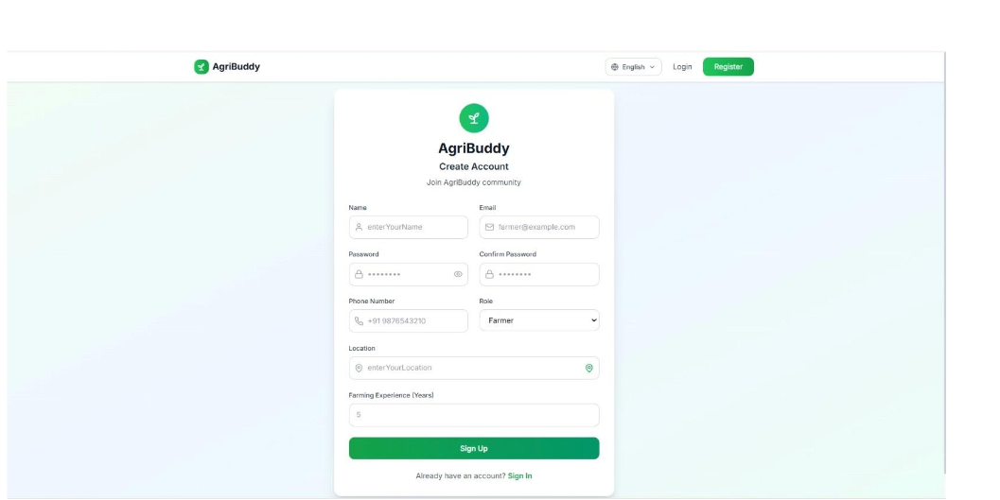 AgriBuddy English Login Register
AgriBuddy
Create Account
Join AgriBuddy community
Name Email
enterYourName farmer@example.com
Password Confirm Password
•••••••• ••••••••
Phone Number Role
+91 9876543210 Farmer
Location
enterYourLocation
Farming Experience (Years)
5
Sign Up
Already have an account? Sign In